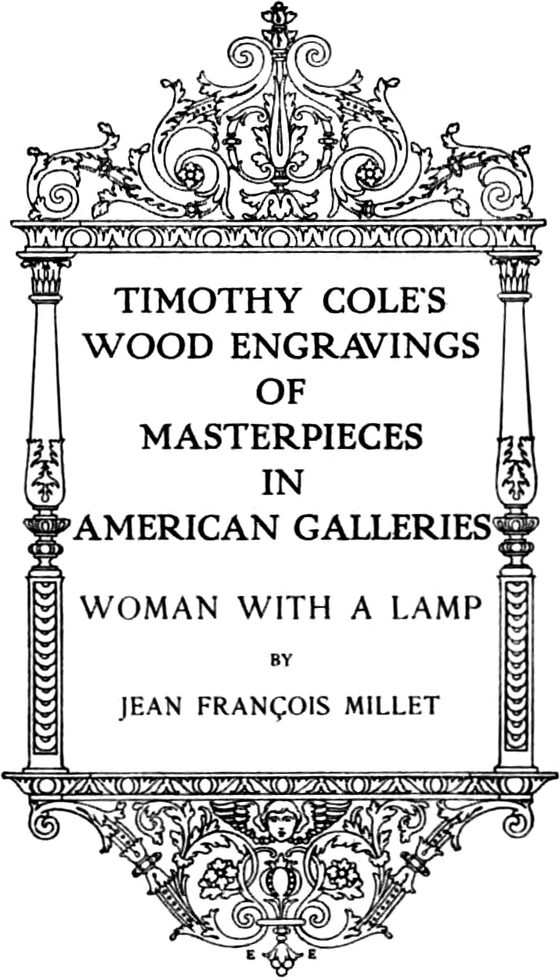 TIMOTHY COLE'S
WOOD ENGRAVINGS
OF
MASTERPIECES
IN
AMERICAN GALLERIES
WOMAN WITH A LAMP
BY
JEAN FRANÇOIS MILLET
E E